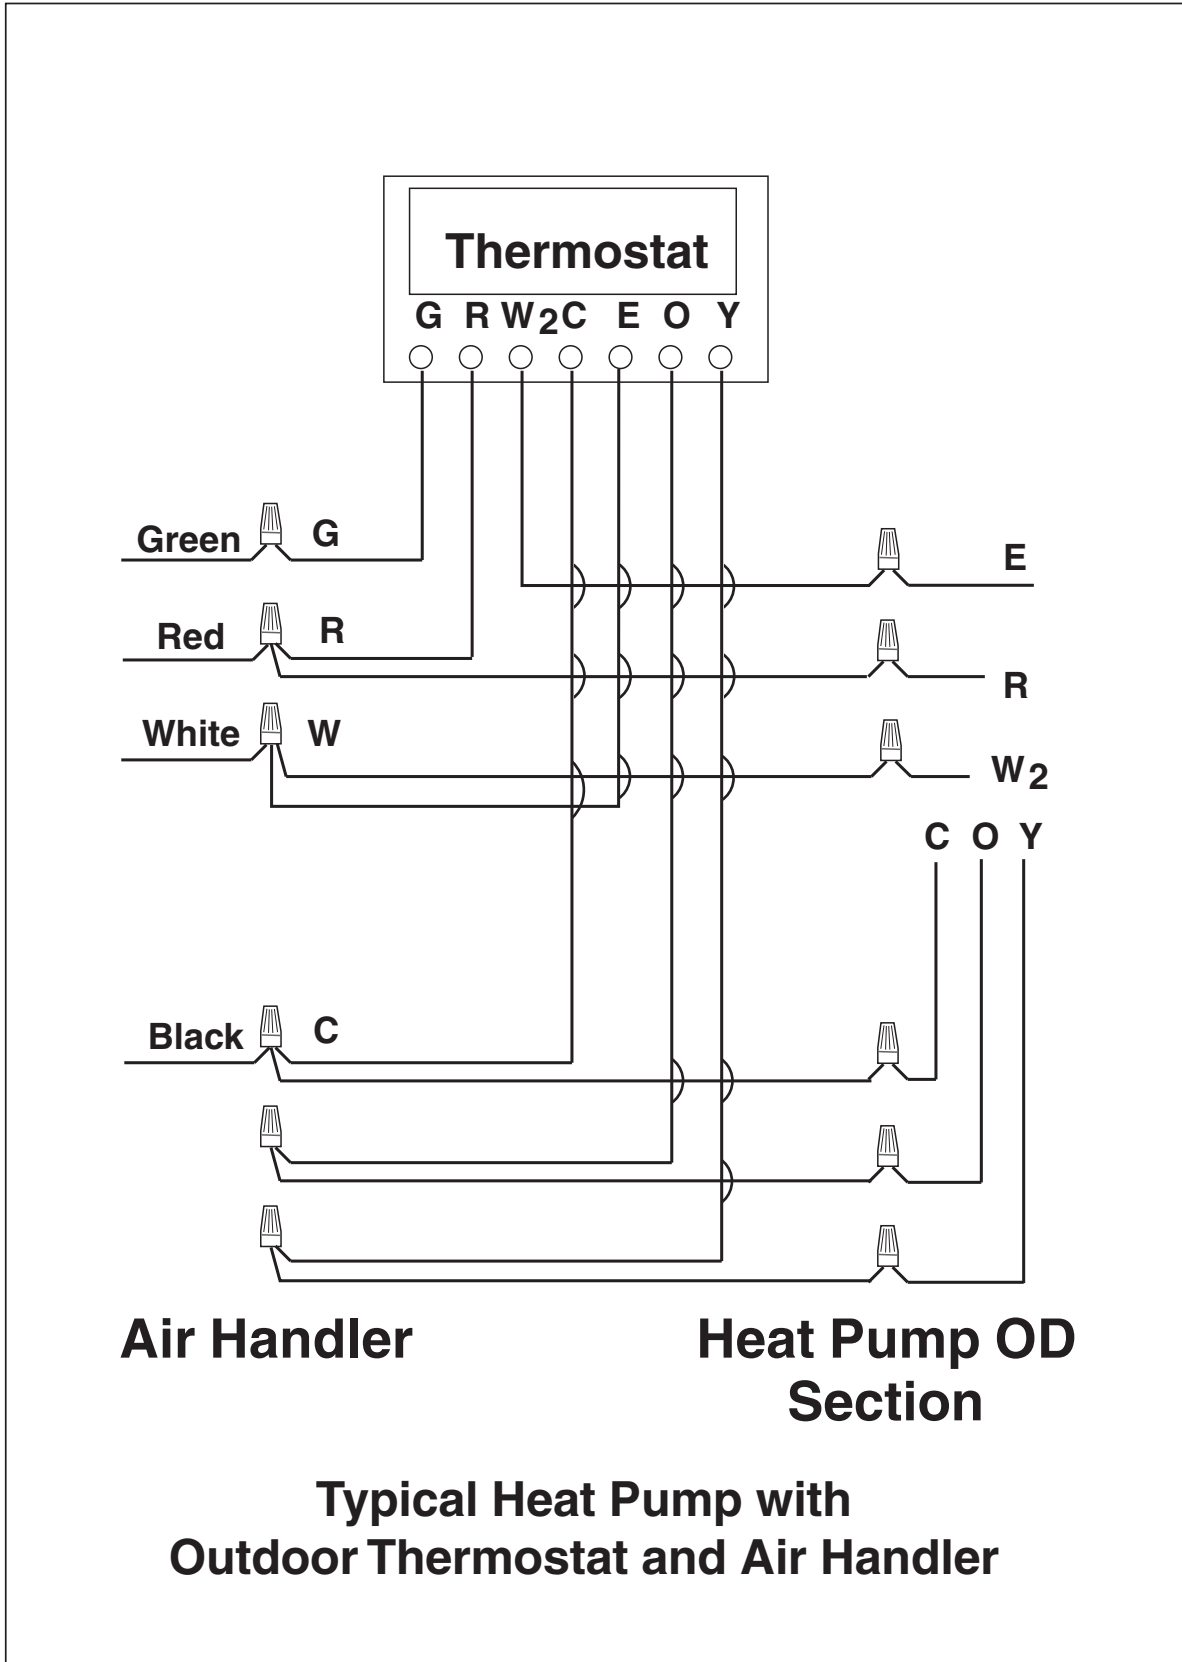 Thermostat
G R W2 C E O Y
Green G
E
Red R
R
White W
W2
C O Y
Black C
Air Handler
Heat Pump OD
Section
Typical Heat Pump with
Outdoor Thermostat and Air Handler